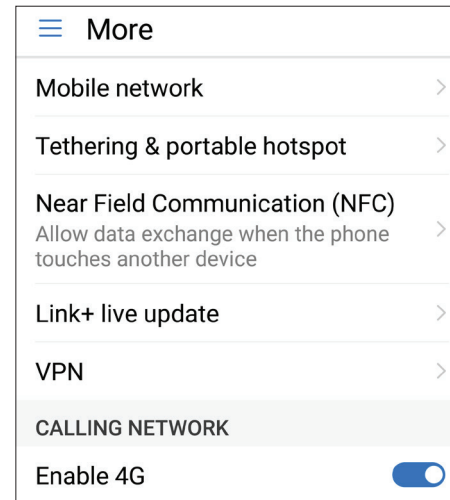 More
Mobile network
Tethering & portable hotspot
Near Field Communication (NFC)
Allow data exchange when the phone
touches another device
Link+ live update
VPN
CALLING NETWORK
Enable 4G